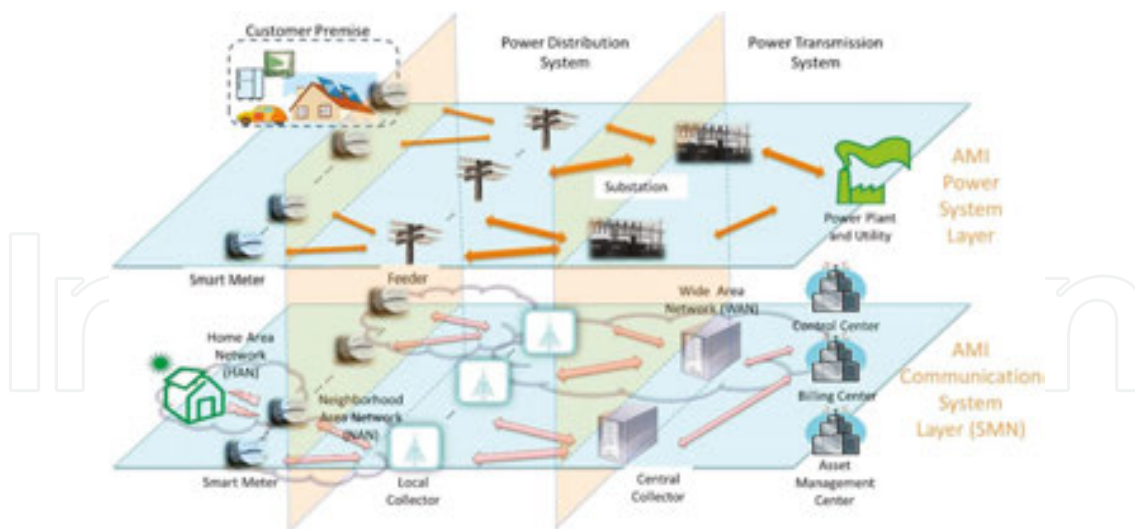 Customer Premise
Power Distribution
System
Power Transmission
System
AMI
Power
System
Layer
Substation
Power Plant
and Utility
Smart Meter
Feeder
Wide Area
Network (WAN)
Control Center
Home Area
Network
(HAN)
AMI
Communication
System
Layer (SMN)
Neighborhood
Area Network
(NAN)
Billing Center
Smart Meter
Local
Collector
Central
Collector
Asset
Management
Center